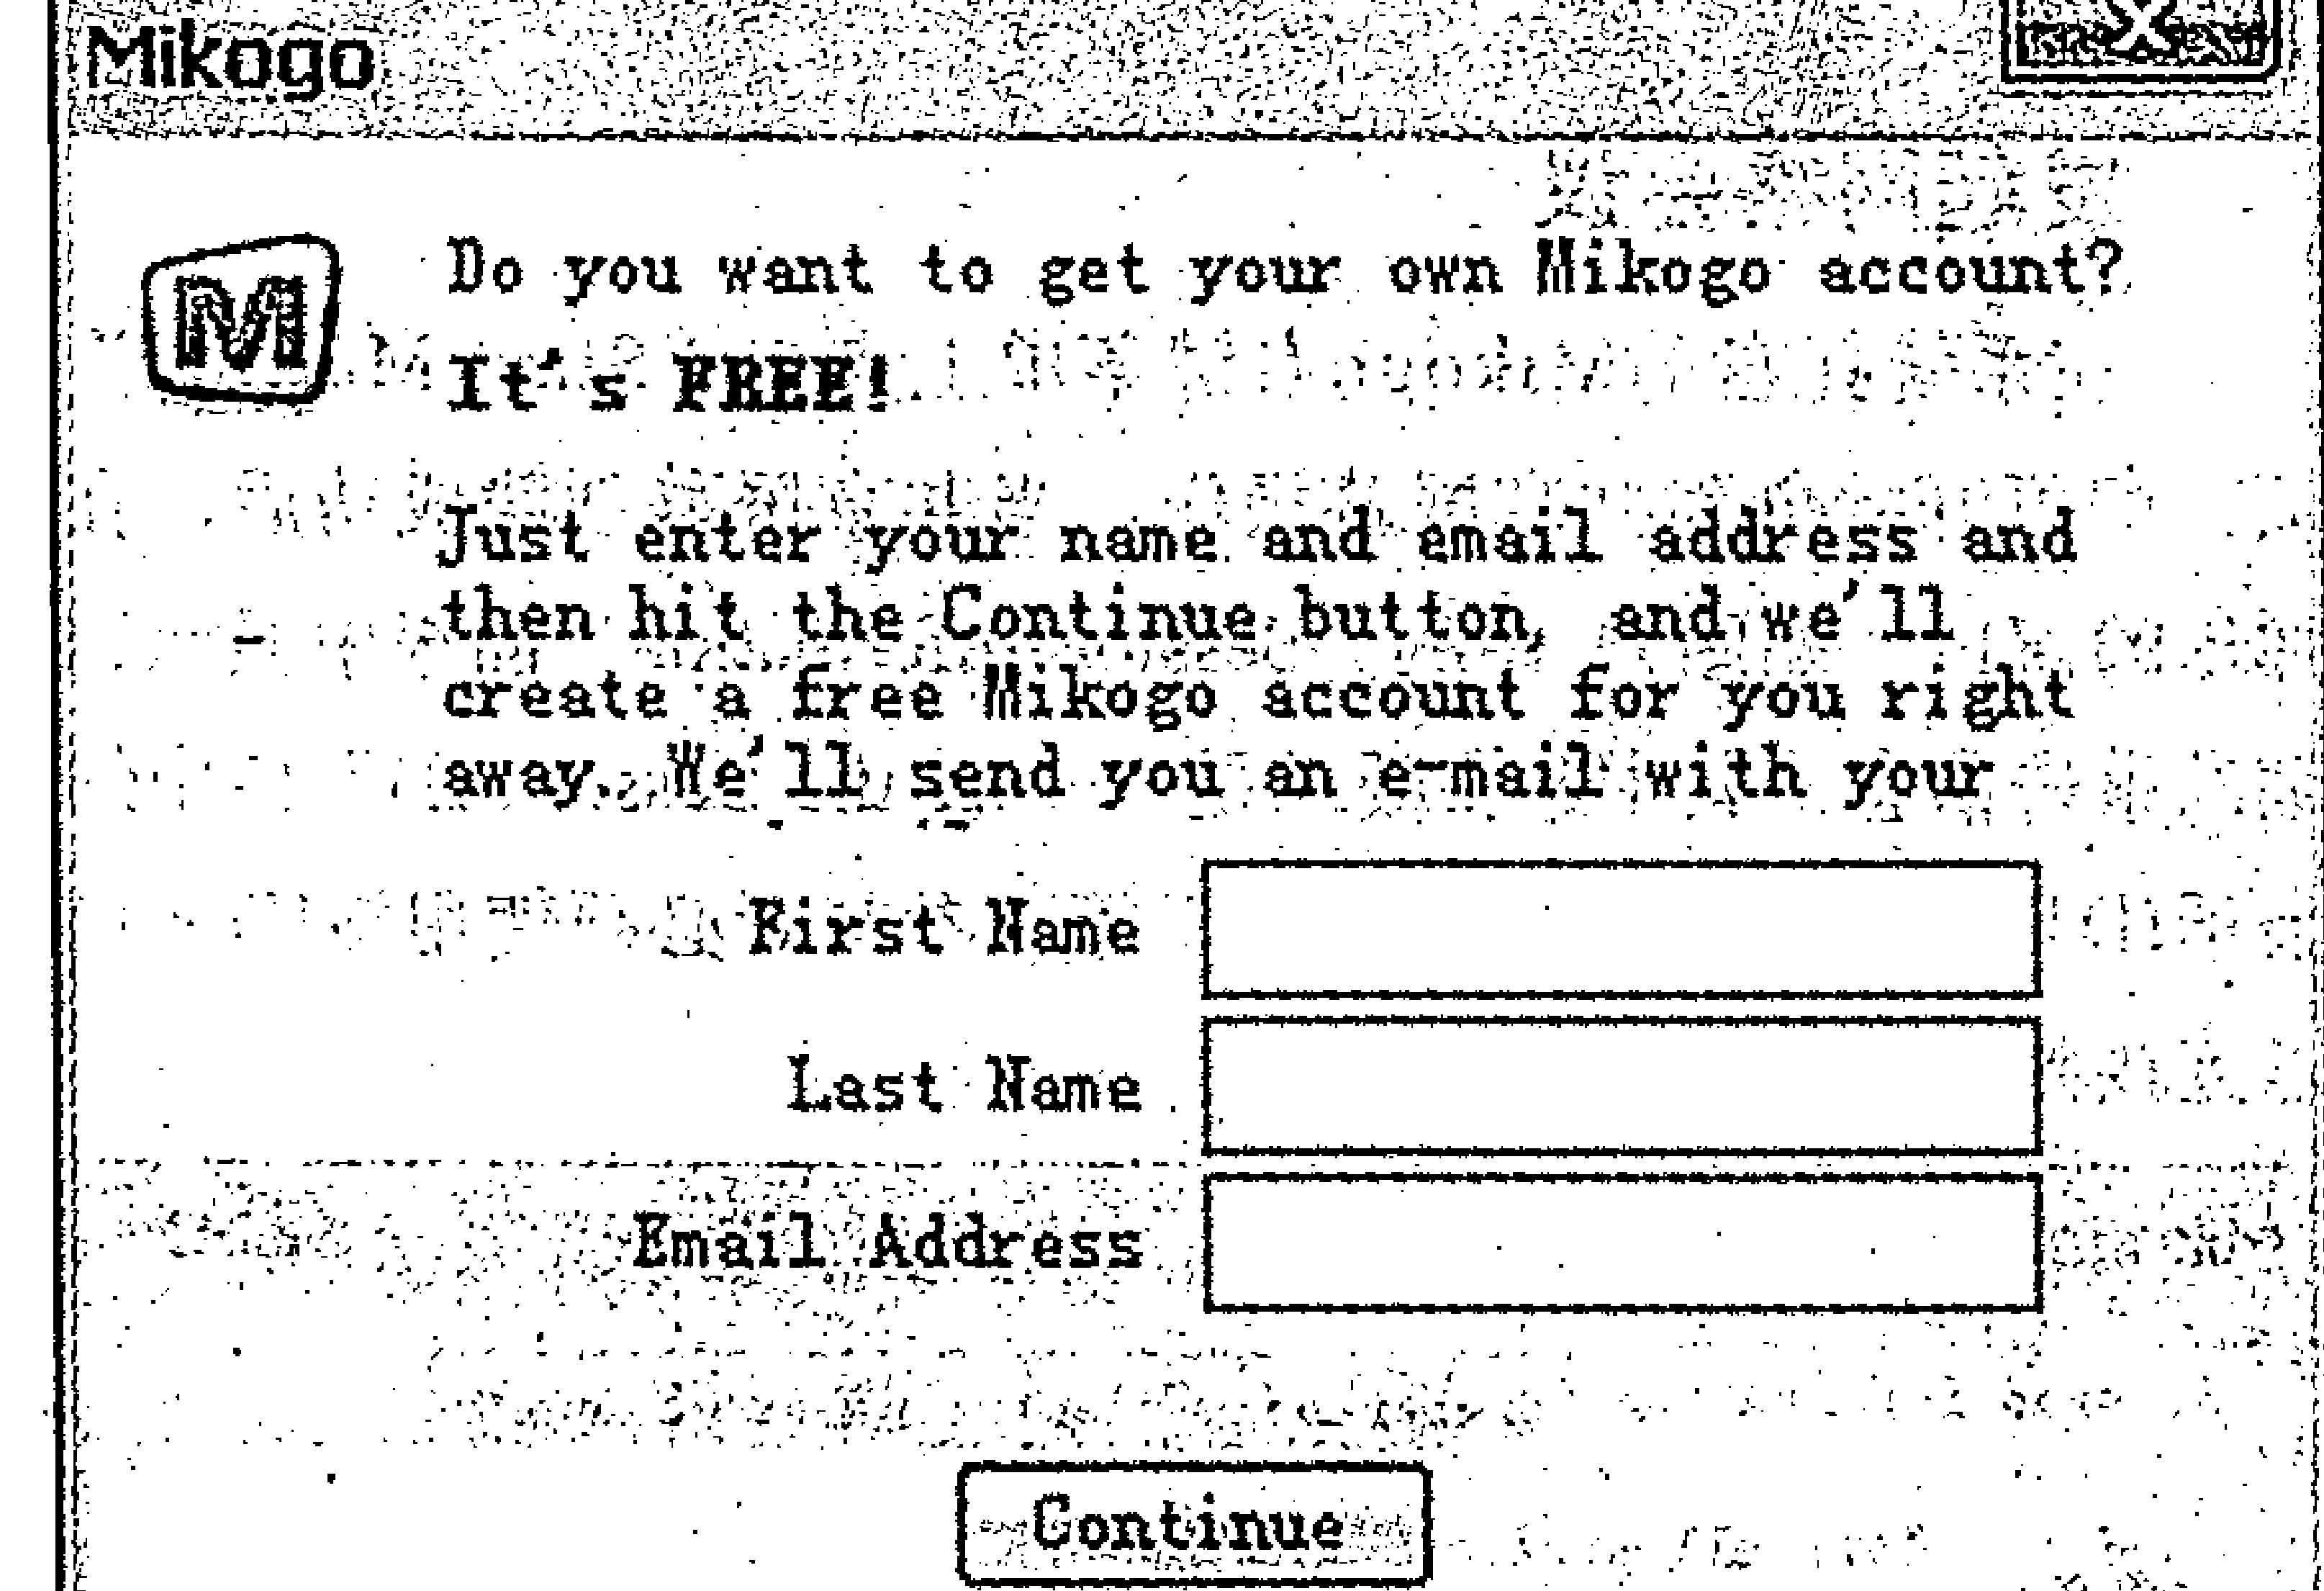 Mikogo
M
Do you want to get your own Mikogo account?
It's FREE!
Just enter your name and email address and
then hit the Continue button, and we'll
create a free Mikogo account for you right
away. We'll send you an e-mail with your
First Name
Last Name
Email Address
Continue